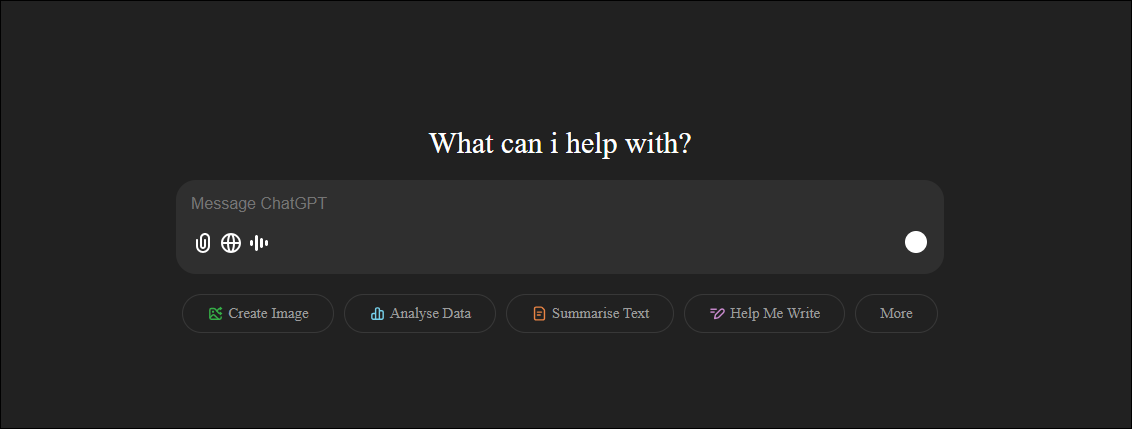 What can i help with?
Message ChatGPT
Create Image Analyse Data Summarise Text Help Me Write More